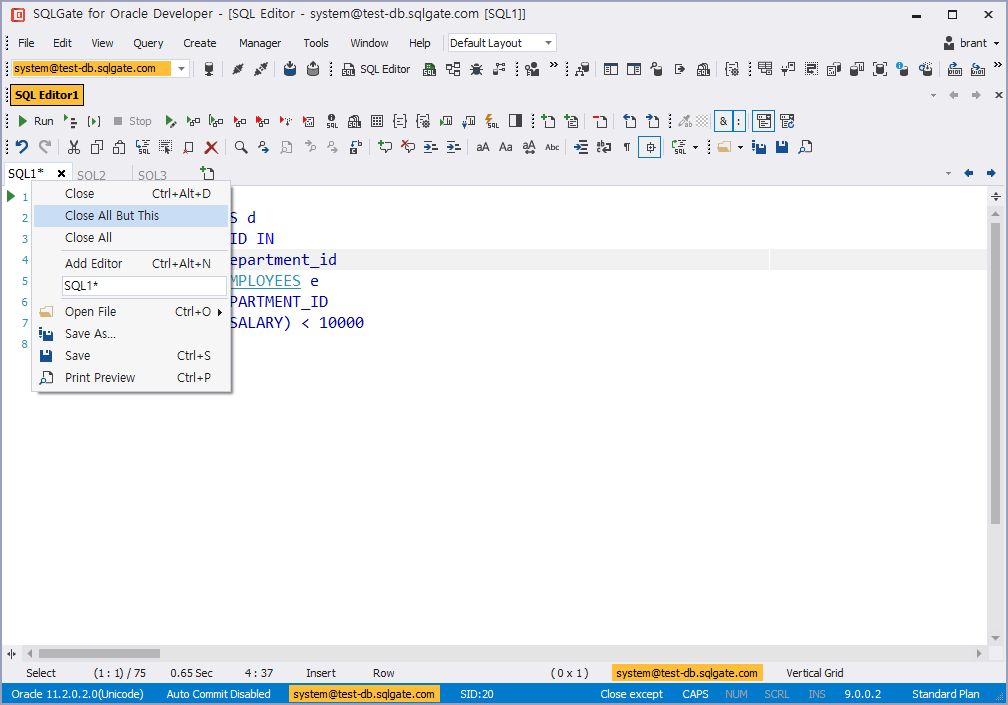 SQLGate for Oracle Developer - [SQL Editor - system@test-db.sqlgate.com [SQL1]]
File Edit View Query Create Manager Tools Window Help Default Layout brant
system@test-db.sqlgate.com SQL Editor
SQL Editor1
Run Stop
SQL1* SQL2 SQL3
Close Ctrl+Alt+D
Close All But This
Close All
Add Editor Ctrl+Alt+N
SQL1*
Open File Ctrl+O
Save As...
Save Ctrl+S
Print Preview Ctrl+P
1
2 S d
3 ID IN
4 epartment_id
5 MPLOYEES e
6 PARTMENT_ID
7 SALARY) < 10000
8
Select (1 : 1) / 75 0.65 Sec 4 : 37 Insert Row ( 0 x 1 ) system@test-db.sqlgate.com Vertical Grid
Oracle 11.2.0.2.0(Unicode) Auto Commit Disabled system@test-db.sqlgate.com SID:20 Close except CAPS NUM SCRL INS 9.0.0.2 Standard Plan